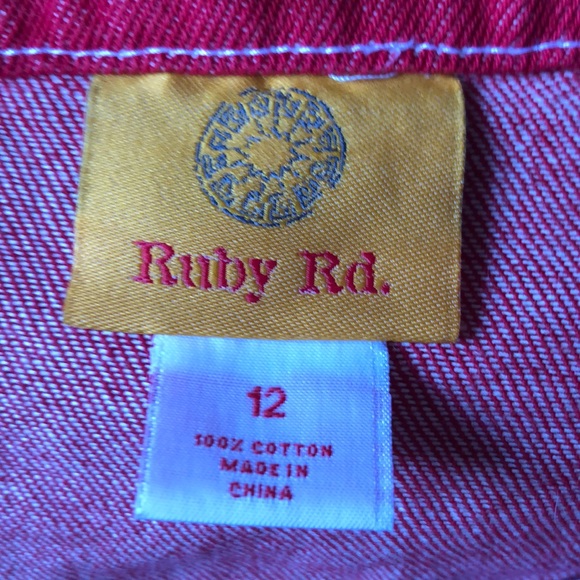 Ruby Rd.
12
100% COTTON
MADE IN
CHINA